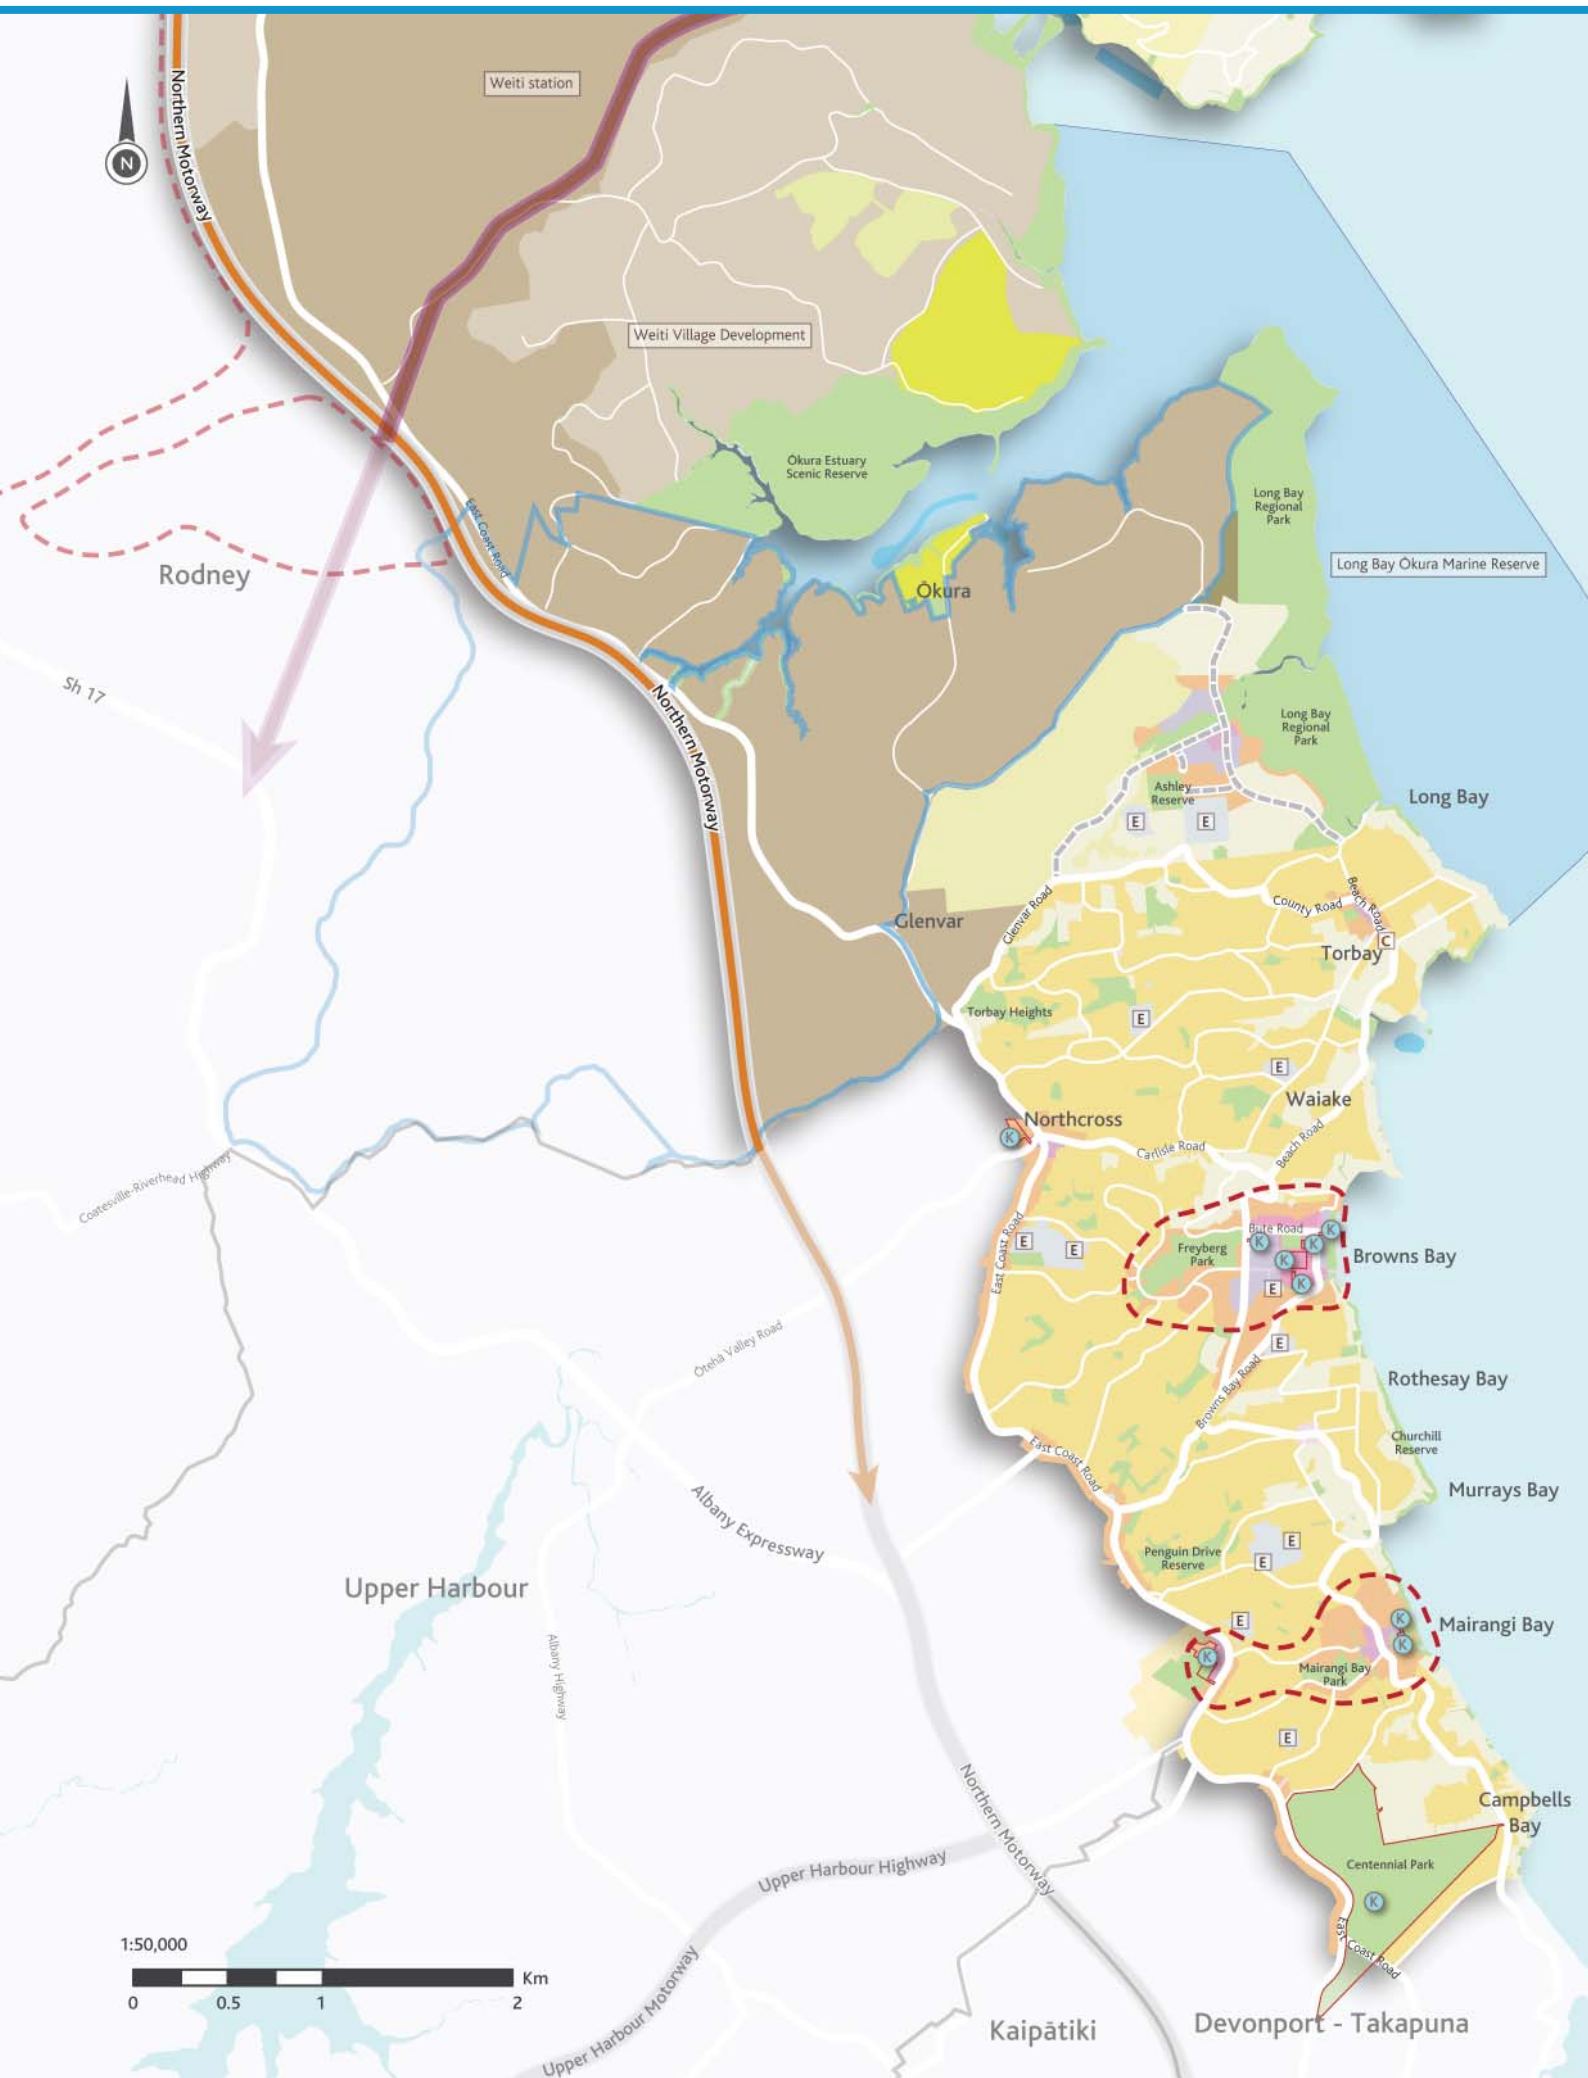 Weiti station
Northern Motorway
N
Weiti Village Development
Ōkura Estuary
Scenic Reserve
Long Bay
Regional
Park
East Coast Road
Long Bay Ōkura Marine Reserve
Rodney
Ōkura
Sh 17
Northern Motorway
Long Bay
Regional
Park
Ashley
Reserve
Long Bay
E
E
Glenvar Road
County Road
Beach Road
Glenvar
C
Torbay
Torbay Heights
E
E
Waiake
Northcross
K
Carlisle Road
Beach Road
Coatesville-Riverhead Highway
East Coast Road
E
E
Freyberg
Park
Bute Road
K
K
K
K
K
E
Browns Bay
Ōtehā Valley Road
E
Rothesay Bay
Browns Bay Road
Churchill
Reserve
East Coast Road
Murrays Bay
Albany Expressway
Penguin Drive
Reserve
E
E
Upper Harbour
E
K
K
Mairangi Bay
K
Mairangi Bay
Park
Albany Highway
E
Northern Motorway
Campbells
Bay
Upper Harbour Highway
Centennial Park
K
East Coast Road
1:50,000
Km
0
0.5
1
2
Upper Harbour Motorway
Kaipātiki
Devonport - Takapuna